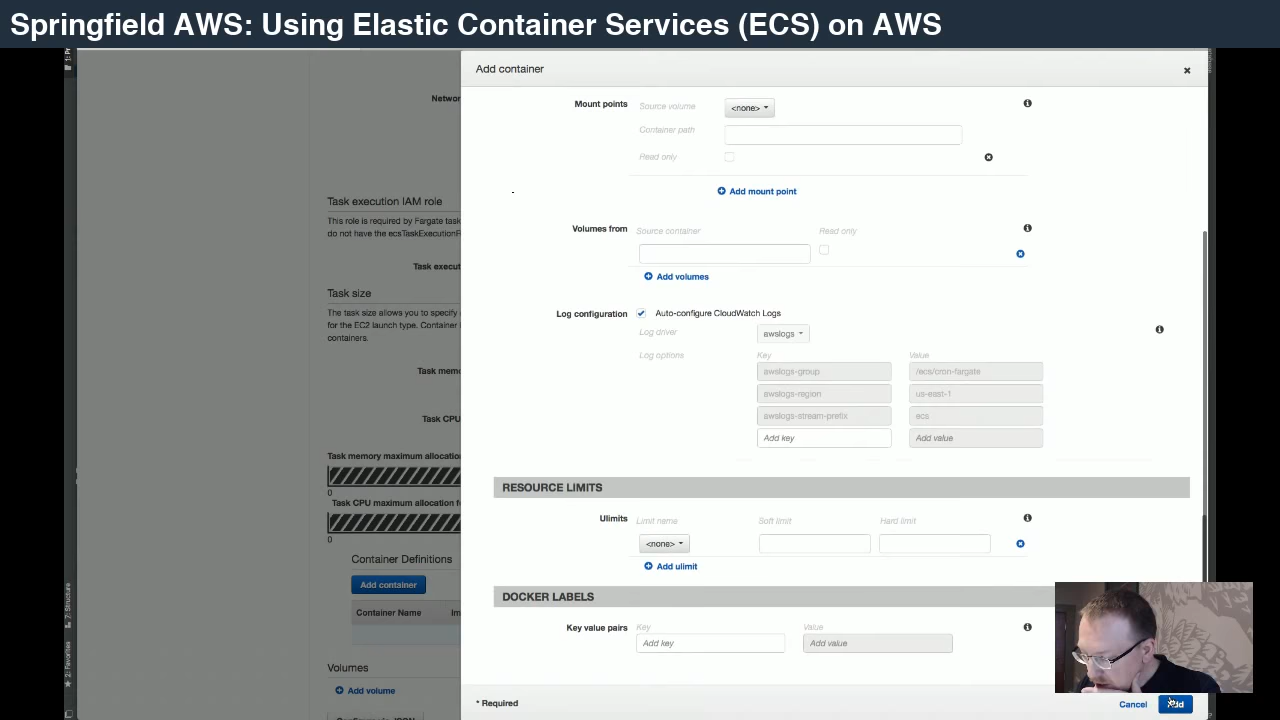 Springfield AWS: Using Elastic Container Services (ECS) on AWS
Add container
Mount points
Source volume
<none>
Container path
Read only
Add mount point
Volumes from
Source container
Read only
Add volumes
Log configuration
Auto-configure CloudWatch Logs
Log driver
awslogs
Log options
Key
Value
awslogs-group
/ecs/cron-fargate
awslogs-region
us-east-1
awslogs-stream-prefix
ecs
Add key
Add value
RESOURCE LIMITS
Ulimits
Limit name
Soft limit
Hard limit
<none>
Add ulimit
DOCKER LABELS
Key value pairs
Key
Value
Add key
Add value
* Required
Cancel
Add
Task execution IAM role
This role is required by Fargate task
do not have the ecsTaskExecution
Task size
The task size allows you to specify
for the EC2 launch type. Container
containers.
Task memory maximum allocatio
0
Task CPU maximum allocation f
0
Container Definitions
Add container
Container Name
Volumes
Add volume
7: Structure
2: Favorites